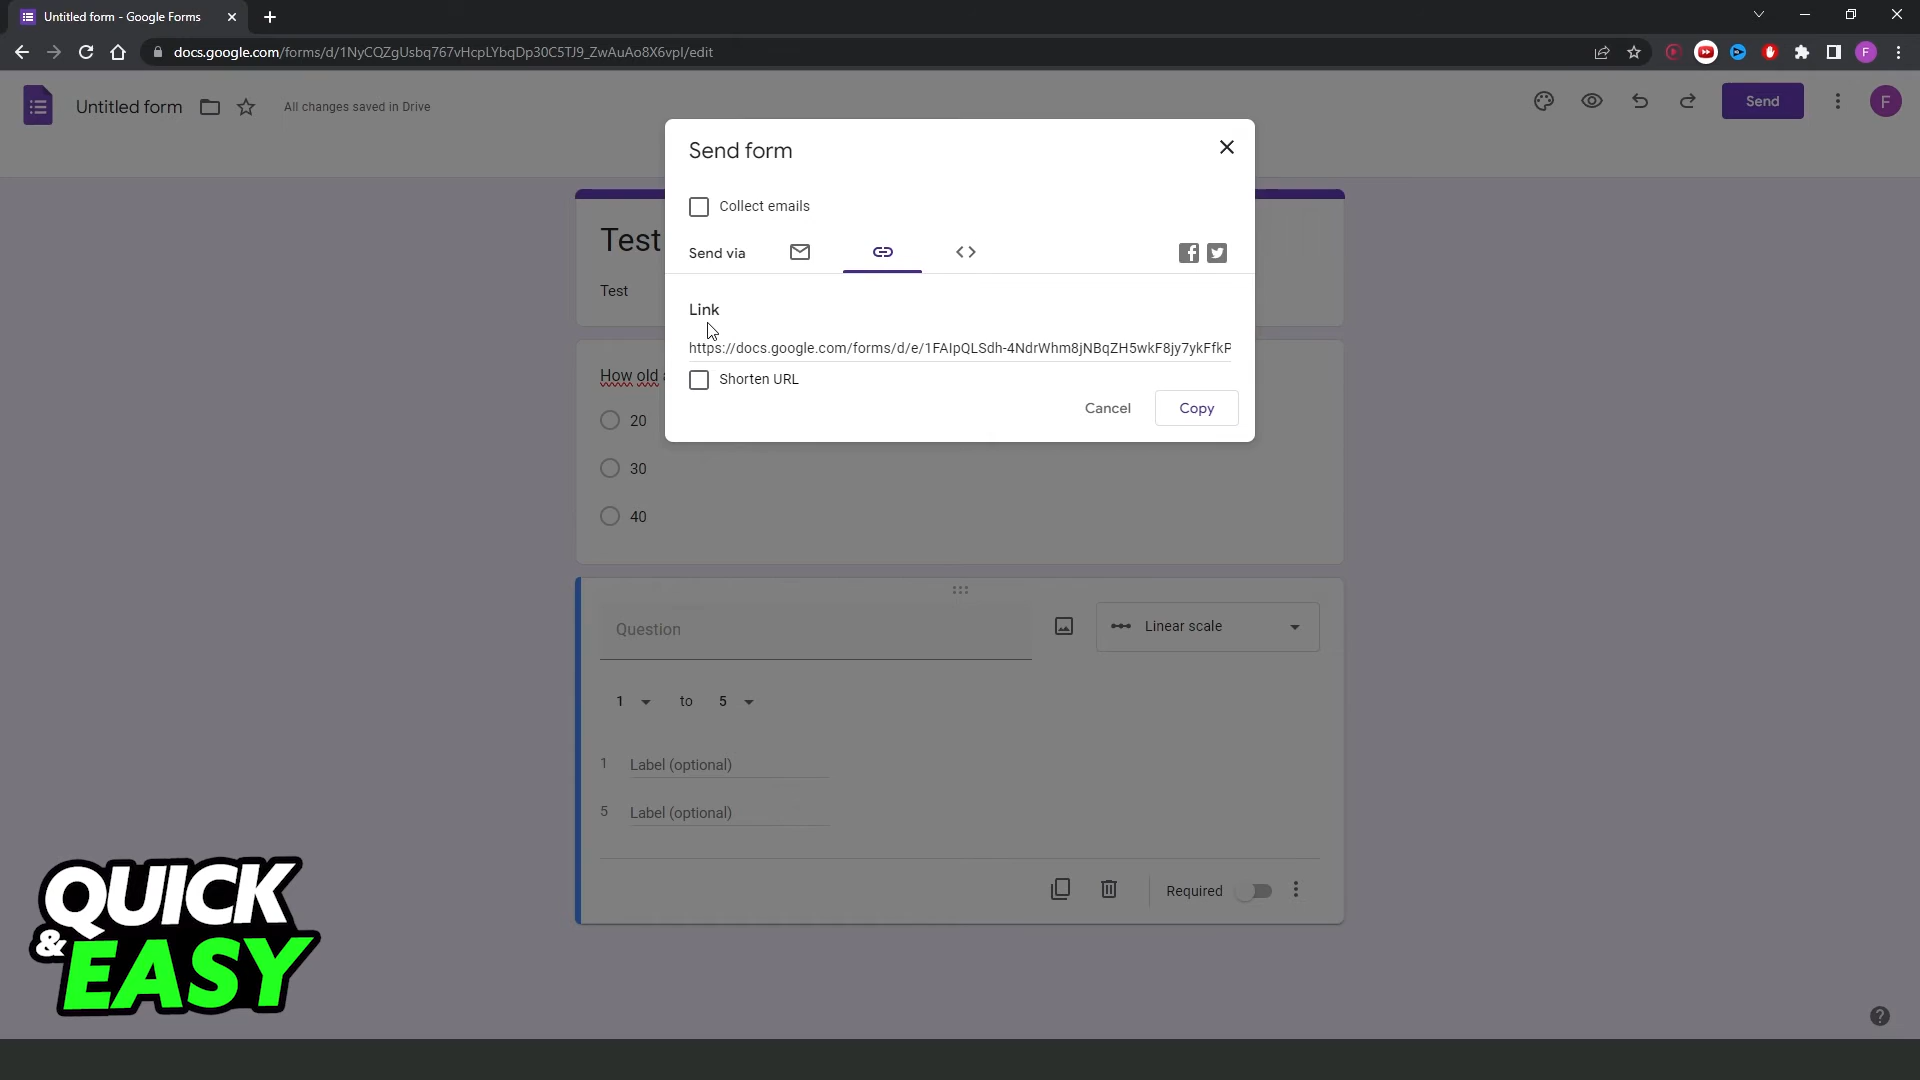 Untitled form - Google Forms
docs.google.com/forms/d/1NyCQZgUsbq767vHcpLYbqDp30C5TJ9_ZwAuAo8X6vpI/edit
F
Untitled form
All changes saved in Drive
Send
F
Send form
Collect emails
Send via
Link
https://docs.google.com/forms/d/e/1FAIpQLSdh-4NdrWhm8jNBqZH5wkF8jy7ykFfkP
Shorten URL
Cancel
Copy
Test
Test
How old
20
30
40
Question
Linear scale
1 to 5
1 Label (optional)
5 Label (optional)
Required
QUICK
& EASY